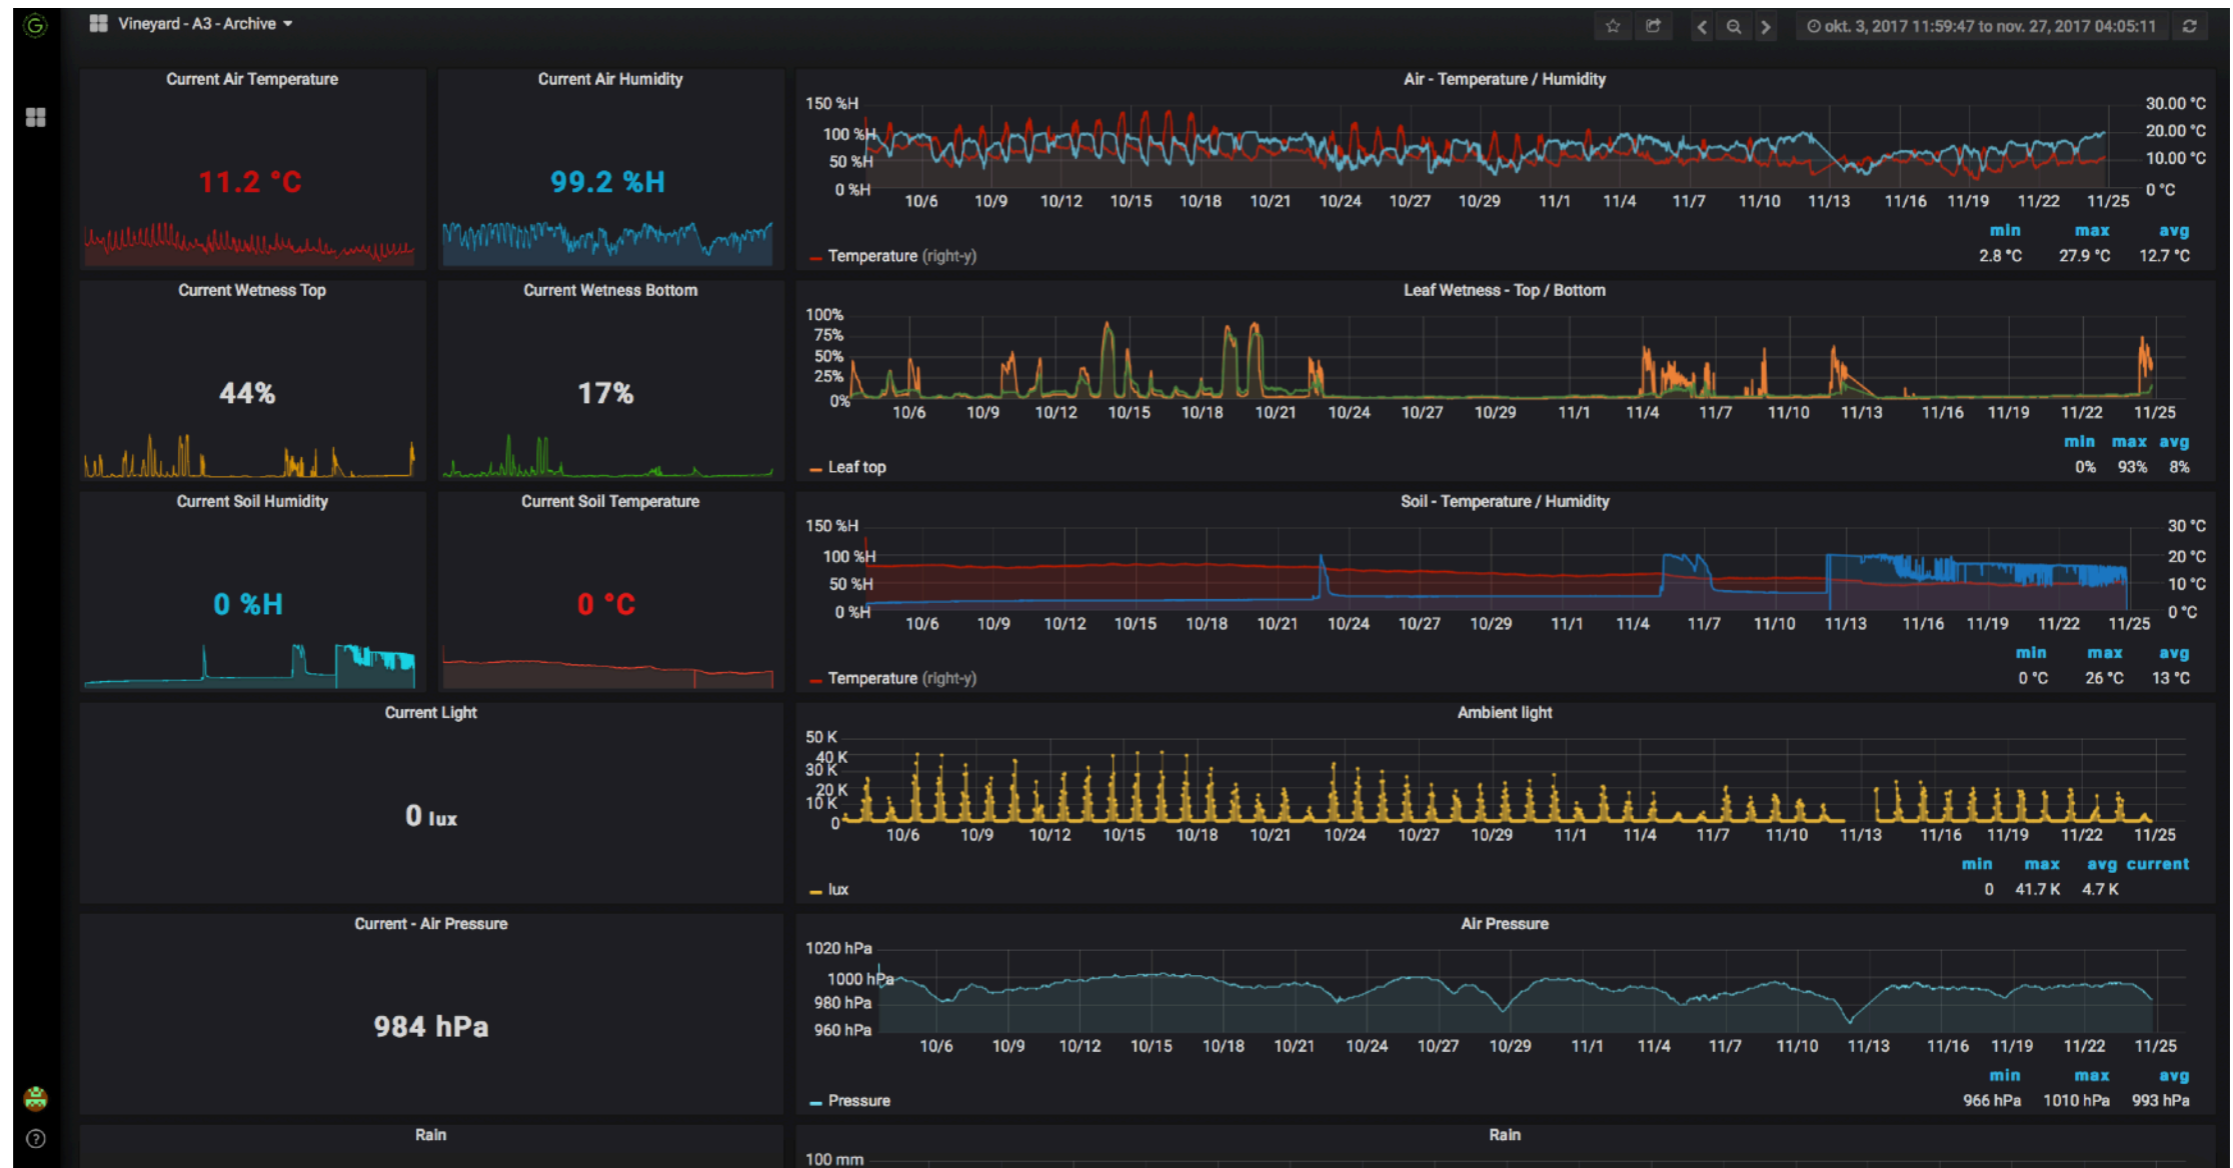 Vineyard - A3 - Archive
okt. 3, 2017 11:59:47 to nov. 27, 2017 04:05:11
Current Air Temperature
11.2 °C
Current Air Humidity
99.2 %H
Air - Temperature / Humidity
150 %H
100 %H
50 %H
0 %H
30.00 °C
20.00 °C
10.00 °C
0 °C
10/6 10/9 10/12 10/15 10/18 10/21 10/24 10/27 10/29 11/1 11/4 11/7 11/10 11/13 11/16 11/19 11/22 11/25
min max avg
Temperature (right-y) 2.8 °C 27.9 °C 12.7 °C
Current Wetness Top
44%
Current Wetness Bottom
17%
Leaf Wetness - Top / Bottom
100%
75%
50%
25%
0%
10/6 10/9 10/12 10/15 10/18 10/21 10/24 10/27 10/29 11/1 11/4 11/7 11/10 11/13 11/16 11/19 11/22 11/25
min max avg
Leaf top 0% 93% 8%
Current Soil Humidity
0 %H
Current Soil Temperature
0 °C
Soil - Temperature / Humidity
150 %H
100 %H
50 %H
0 %H
30 °C
20 °C
10 °C
0 °C
10/6 10/9 10/12 10/15 10/18 10/21 10/24 10/27 10/29 11/1 11/4 11/7 11/10 11/13 11/16 11/19 11/22 11/25
min max avg
Temperature (right-y) 0 °C 26 °C 13 °C
Current Light
0 lux
Ambient light
50 K
40 K
30 K
20 K
10 K
0
10/6 10/9 10/12 10/15 10/18 10/21 10/24 10/27 10/29 11/1 11/4 11/7 11/10 11/13 11/16 11/19 11/22 11/25
min max avg current
lux 0 41.7 K 4.7 K
Current - Air Pressure
984 hPa
Air Pressure
1020 hPa
1000 hPa
980 hPa
960 hPa
10/6 10/9 10/12 10/15 10/18 10/21 10/24 10/27 10/29 11/1 11/4 11/7 11/10 11/13 11/16 11/19 11/22 11/25
min max avg
Pressure 966 hPa 1010 hPa 993 hPa
Rain
Rain
100 mm